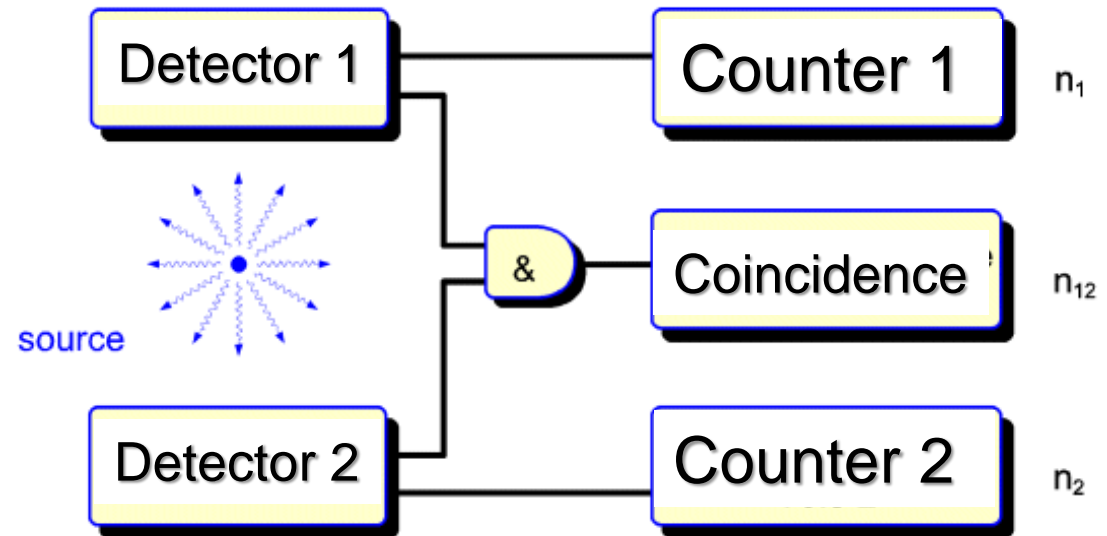 Detector 1
Counter 1
n₁
&
Coincidence
n₁₂
source
Detector 2
Counter 2
n₂